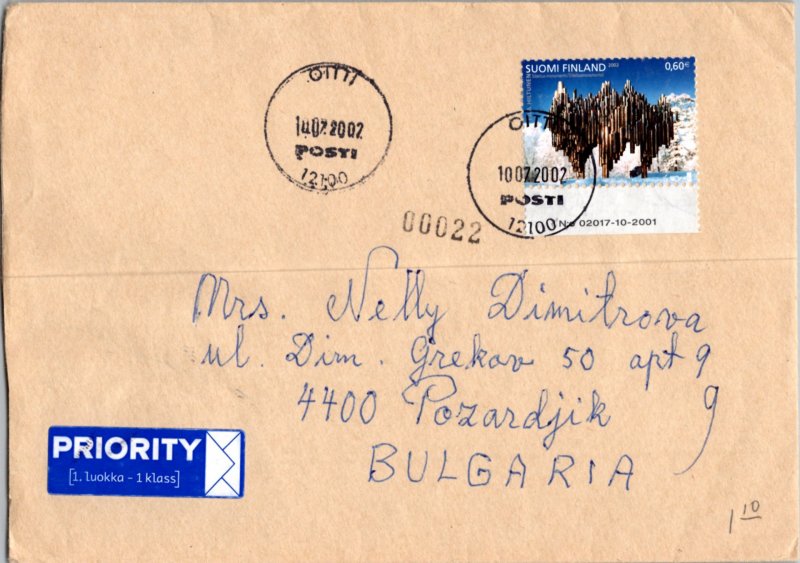 OITTI
10.07.2002
POSTI
12100
SUOMI FINLAND 2002 0,60€
OITTI
10.07.2002
POSTI
12100
N:o 02017-10-2001
00022
Mrs. Nelly Dimitrova
ul. Dim. Grekov 50 apt 9
4400 Pozardjik 9
BULGARIA
PRIORITY
[1. luokka - 1 klass]
1 10